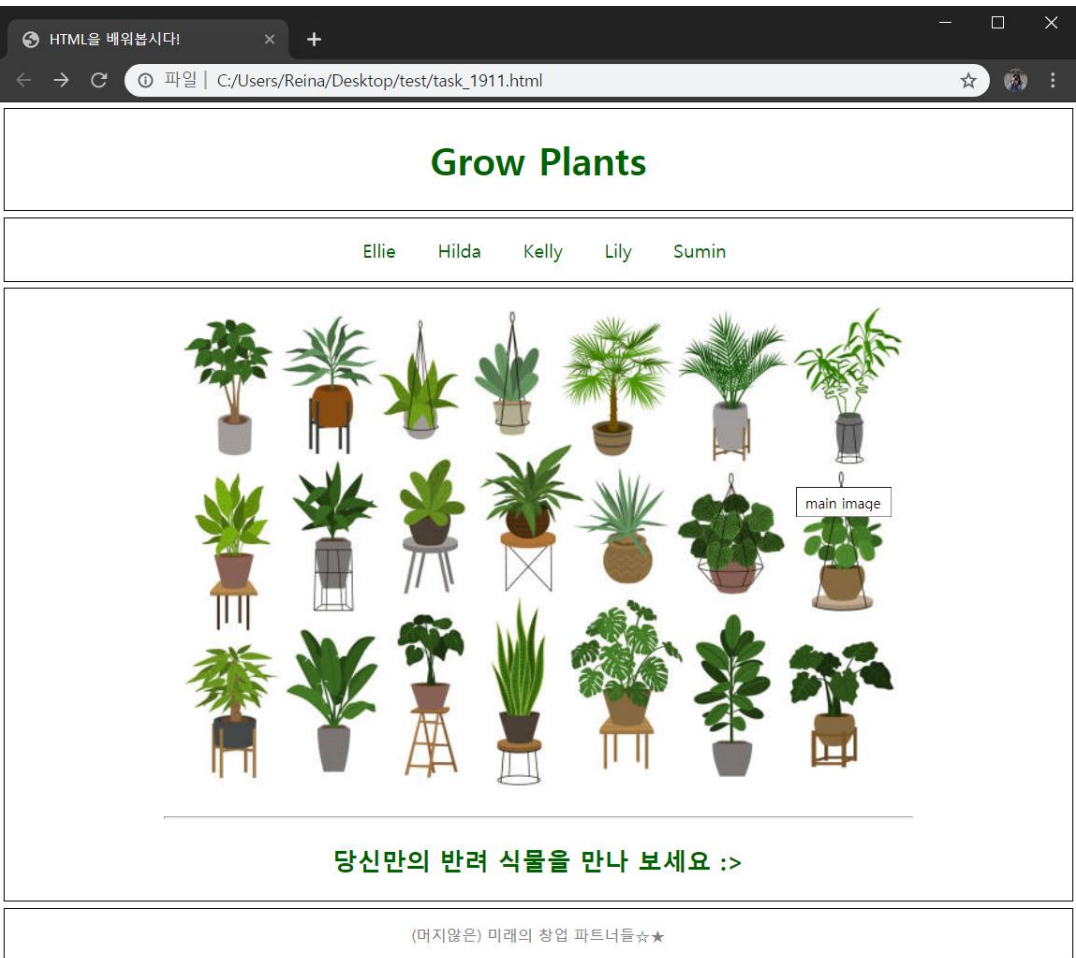 HTML을 배워봅시다!
파일 | C:/Users/Reina/Desktop/test/task_1911.html
Grow Plants
Ellie Hilda Kelly Lily Sumin
main image
당신만의 반려 식물을 만나 보세요 :>
(머지않은) 미래의 창업 파트너들☆★